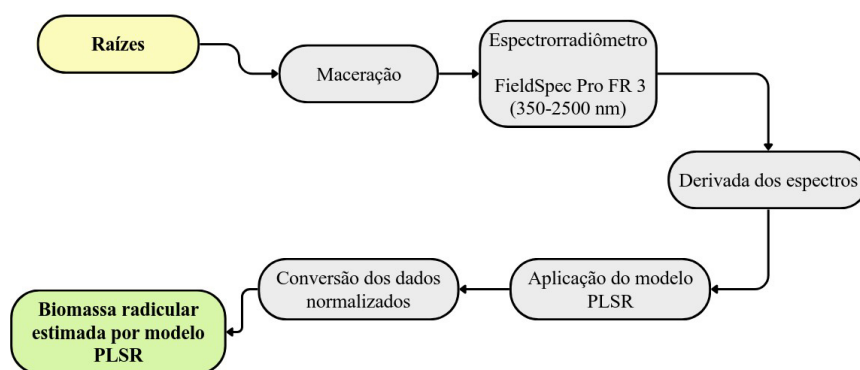 Raízes
Maceração
Espectrorradiômetro
FieldSpec Pro FR 3
(350-2500 nm)
Derivada dos espectros
Aplicação do modelo
PLSR
Conversão dos dados
normalizados
Biomassa radicular
estimada por modelo
PLSR